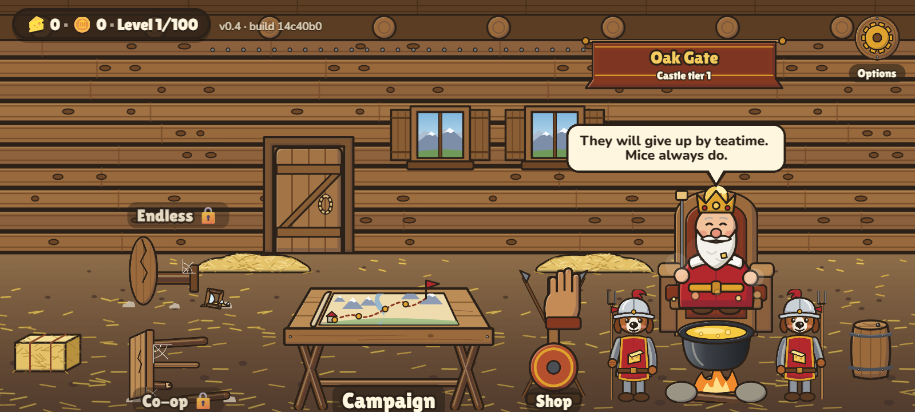 0 · 0 · Level 1/100
v0.4 · build 14c40b0
Oak Gate
Castle tier 1
Options
They will give up by teatime.
Mice always do.
Endless
Co-op
Campaign
Shop